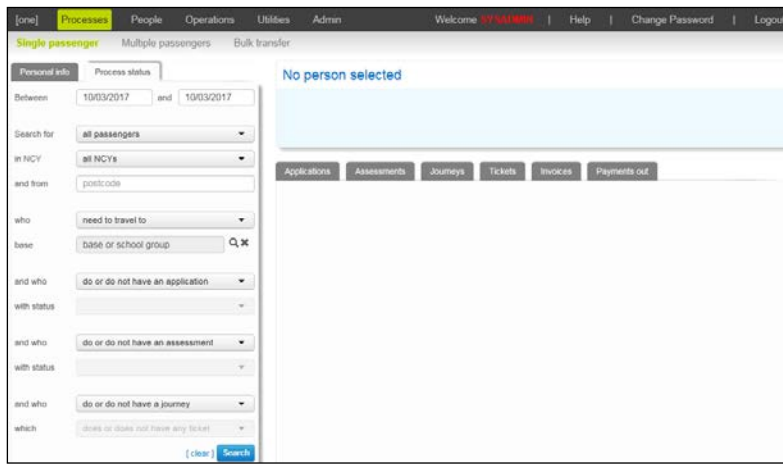 [one] Processes People Operations Utilities Admin Welcome SYSADMIN | Help | Change Password | Logout
Single passenger Multiple passengers Bulk transfer
Personal info Process status
No person selected
Between 10/03/2017 and 10/03/2017
Search for all passengers
in NCY all NCYs
Applications Assessments Journeys Tickets Invoices Payments out
and from postcode
who need to travel to
base base or school group
and who do or do not have an application
with status
and who do or do not have an assessment
with status
and who do or do not have a journey
which does or does not have any ticket
[ clear ] Search